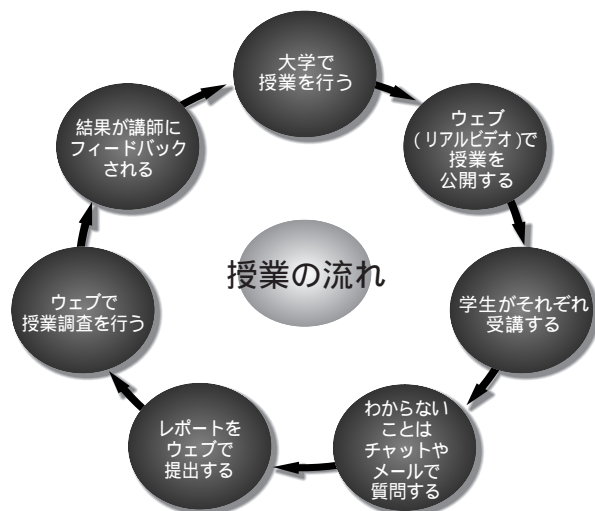 大学で
授業を行う
ウェブ
(リアルビデオ)で
授業を
公開する
学生がそれぞれ
受講する
わからない
ことは
チャットや
メールで
質問する
レポートを
ウェブで
提出する
ウェブで
授業調査を行う
結果が講師に
フィードバック
される
授業の流れ